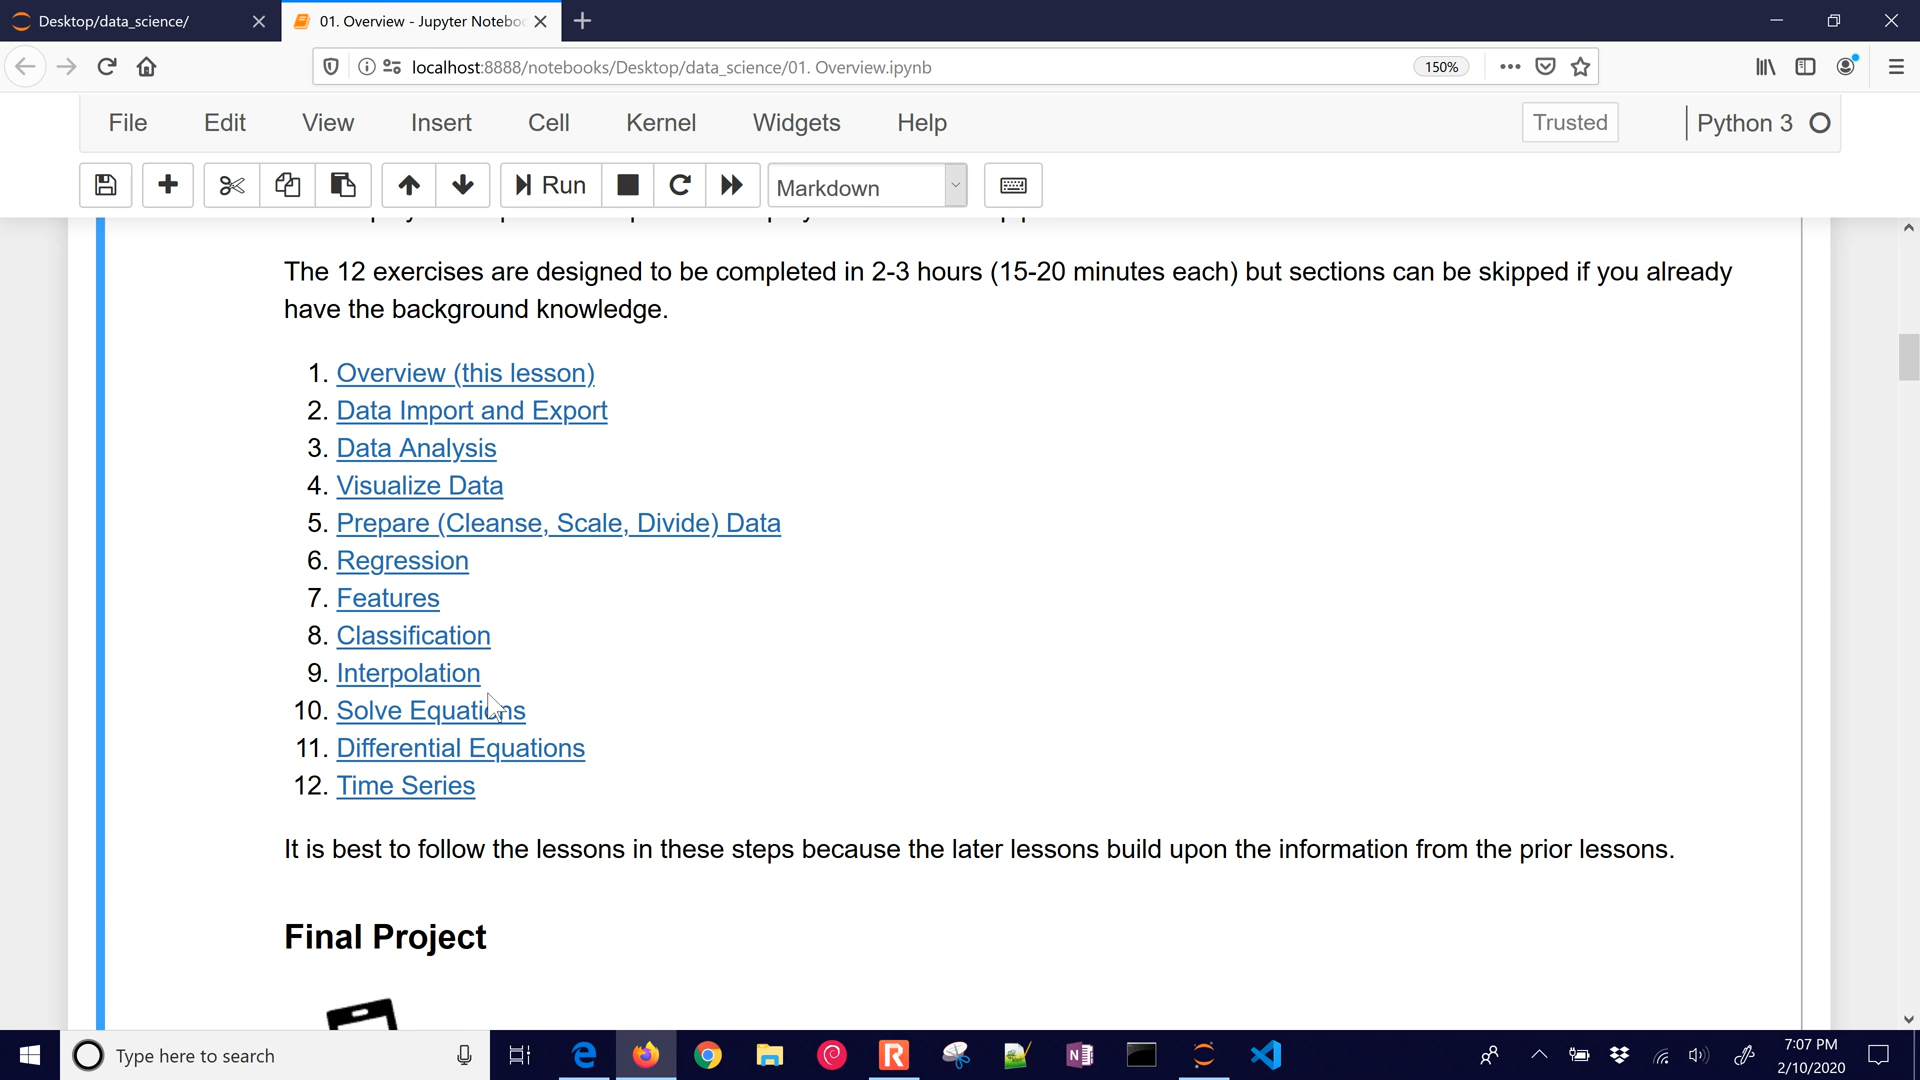 Desktop/data_science/
01. Overview - Jupyter Noteboo
localhost:8888/notebooks/Desktop/data_science/01. Overview.ipynb
150%
File Edit View Insert Cell Kernel Widgets Help
Trusted
Python 3
Run
Markdown
The 12 exercises are designed to be completed in 2-3 hours (15-20 minutes each) but sections can be skipped if you already
have the background knowledge.
1. Overview (this lesson)
2. Data Import and Export
3. Data Analysis
4. Visualize Data
5. Prepare (Cleanse, Scale, Divide) Data
6. Regression
7. Features
8. Classification
9. Interpolation
10. Solve Equations
11. Differential Equations
12. Time Series
It is best to follow the lessons in these steps because the later lessons build upon the information from the prior lessons.
Final Project
Type here to search
7:07 PM
2/10/2020